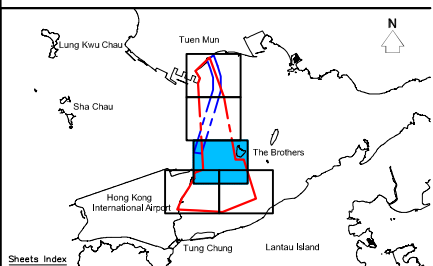 Tuen Mun
N
Lung Kwu Chau
Sha Chau
The Brothers
Hong Kong
International Airport
Tung Chung
Lantau Island
Sheets Index